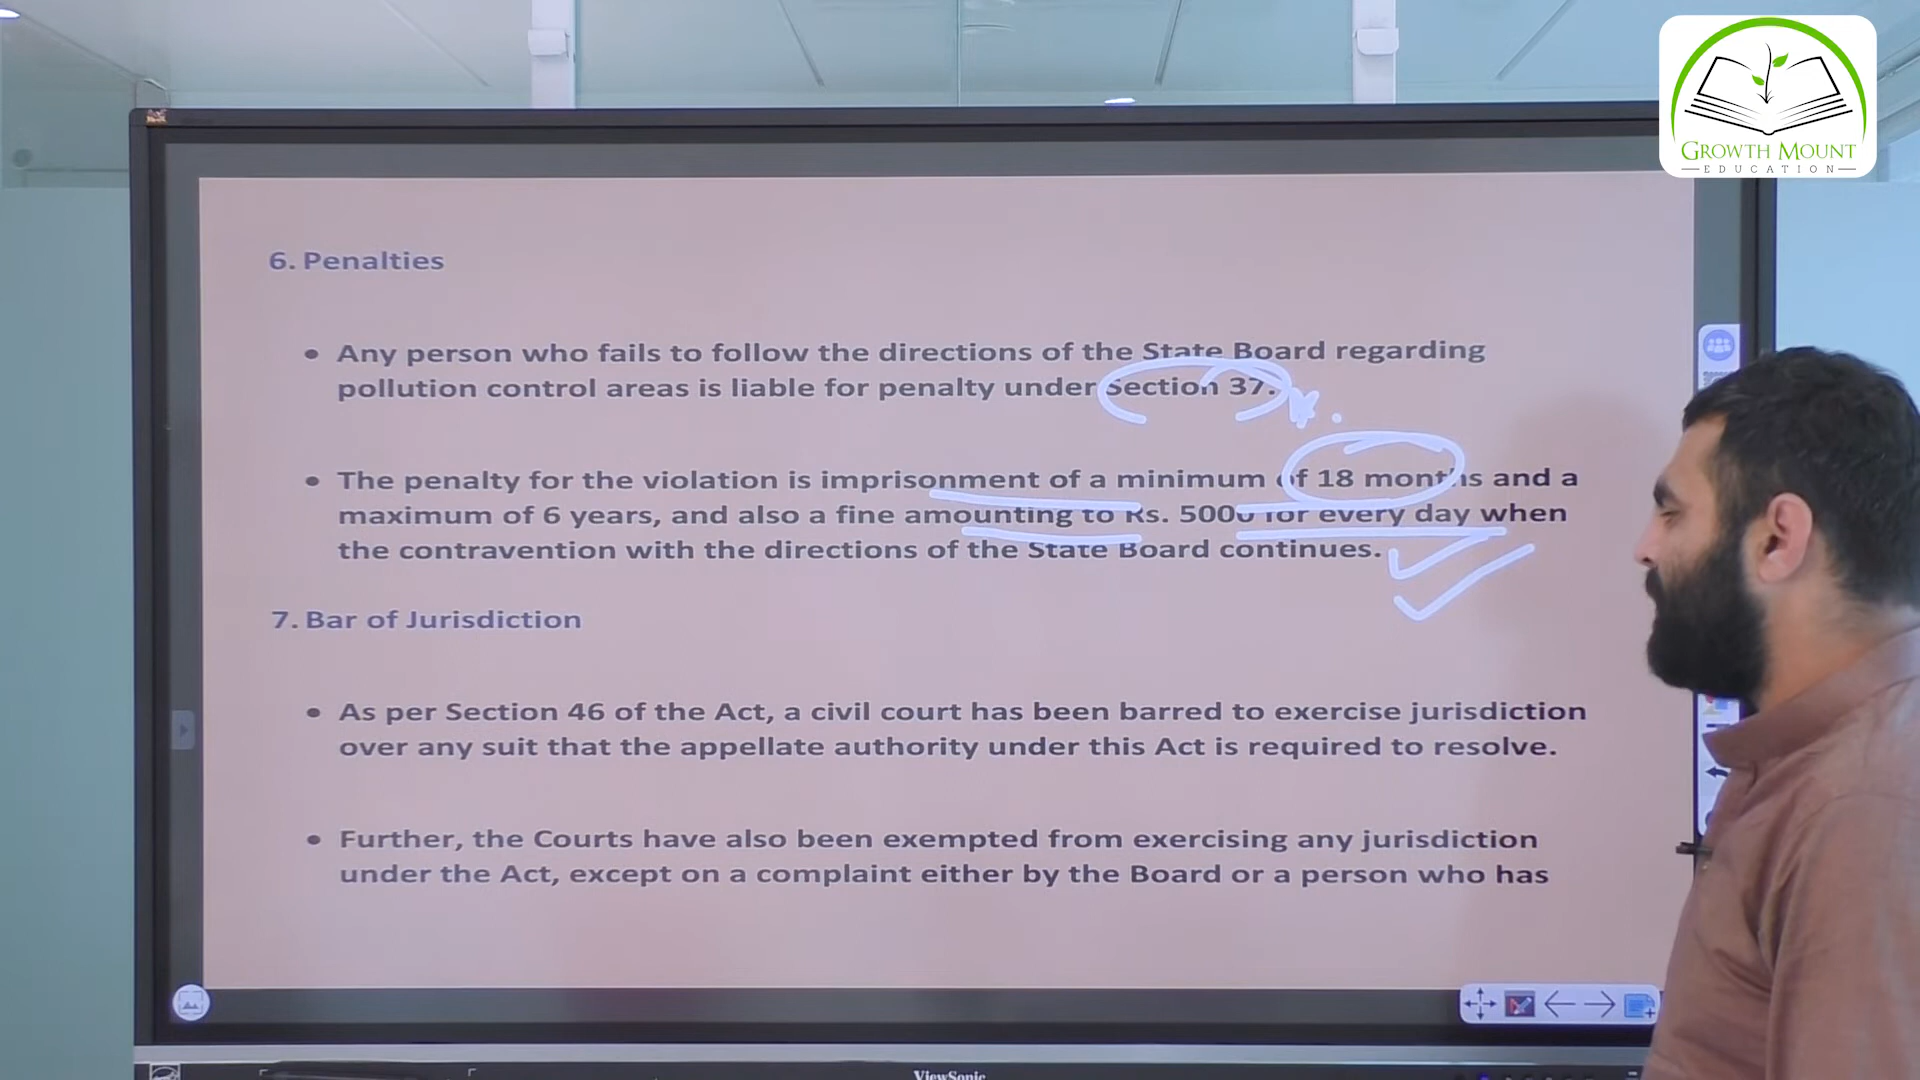 GROWTH MOUNT
EDUCATION
6. Penalties
• Any person who fails to follow the directions of the State Board regarding
pollution control areas is liable for penalty under Section 37.
• The penalty for the violation is imprisonment of a minimum of 18 months and a
maximum of 6 years, and also a fine amounting to Rs. 5000 for every day when
the contravention with the directions of the State Board continues.
7. Bar of Jurisdiction
• As per Section 46 of the Act, a civil court has been barred to exercise jurisdiction
over any suit that the appellate authority under this Act is required to resolve.
• Further, the Courts have also been exempted from exercising any jurisdiction
under the Act, except on a complaint either by the Board or a person who has
ViewSonic